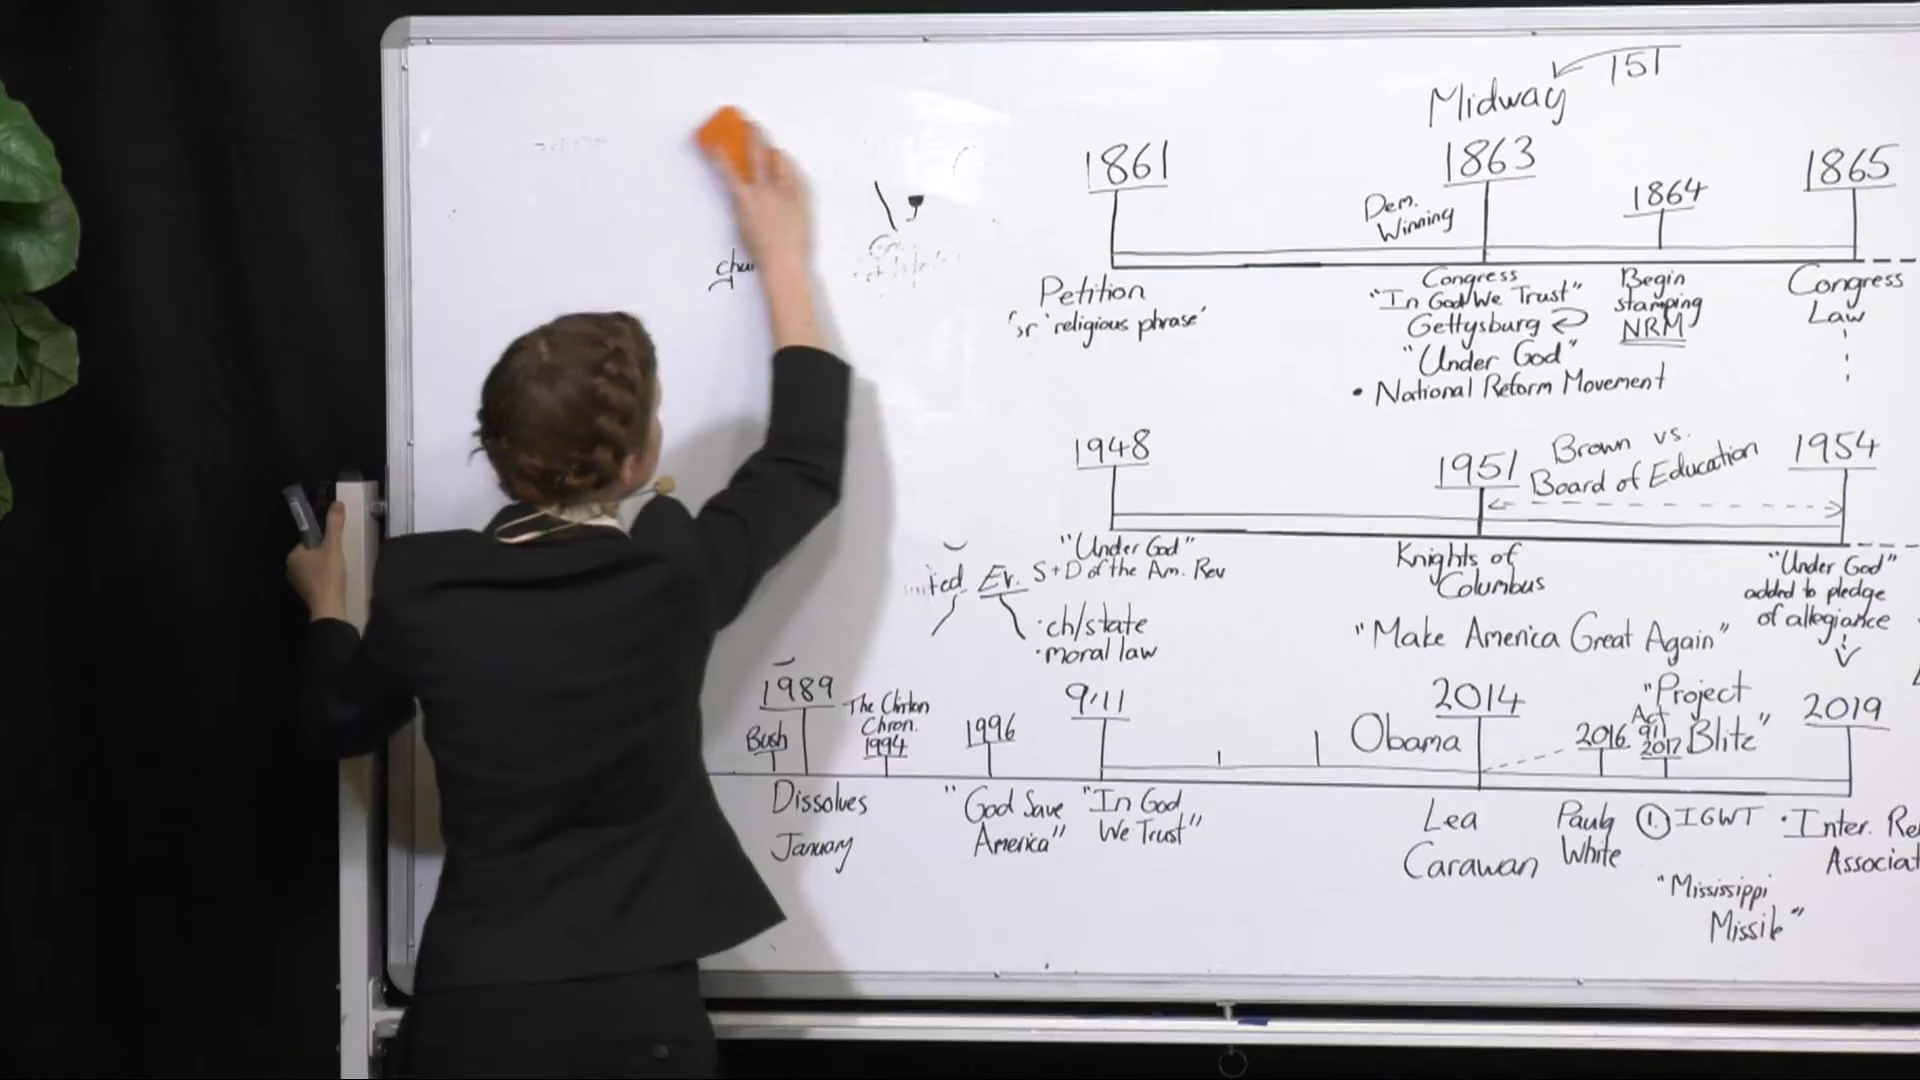 Midway 151
1861 1863 1864 1865
Dem.
Winning
Petition
'religious phrase'
Congress
"In God We Trust"
Gettysburg
"Under God"
• National Reform Movement
Begin
stamping
NRM
Congress
Law
1948 1951 Brown vs. 1954
Board of Education
"Under God"
Ev. S+D of the Am. Rev
·ch/state
·moral law
Knights of
Columbus
"Under God"
added to pledge
of allegiance
"Make America Great Again"
1989
Bush
The Clinton
Chron.
1994
1996
9/11
Obama
2014
2016
Act
911
2017
"Project
Blitz"
2019
Dissolves
January
"God Save
America"
"In God
We Trust"
Lea
Carawan
Paula
White
1. IGWT
"Mississippi
Missile"
·Inter. Re
Associat